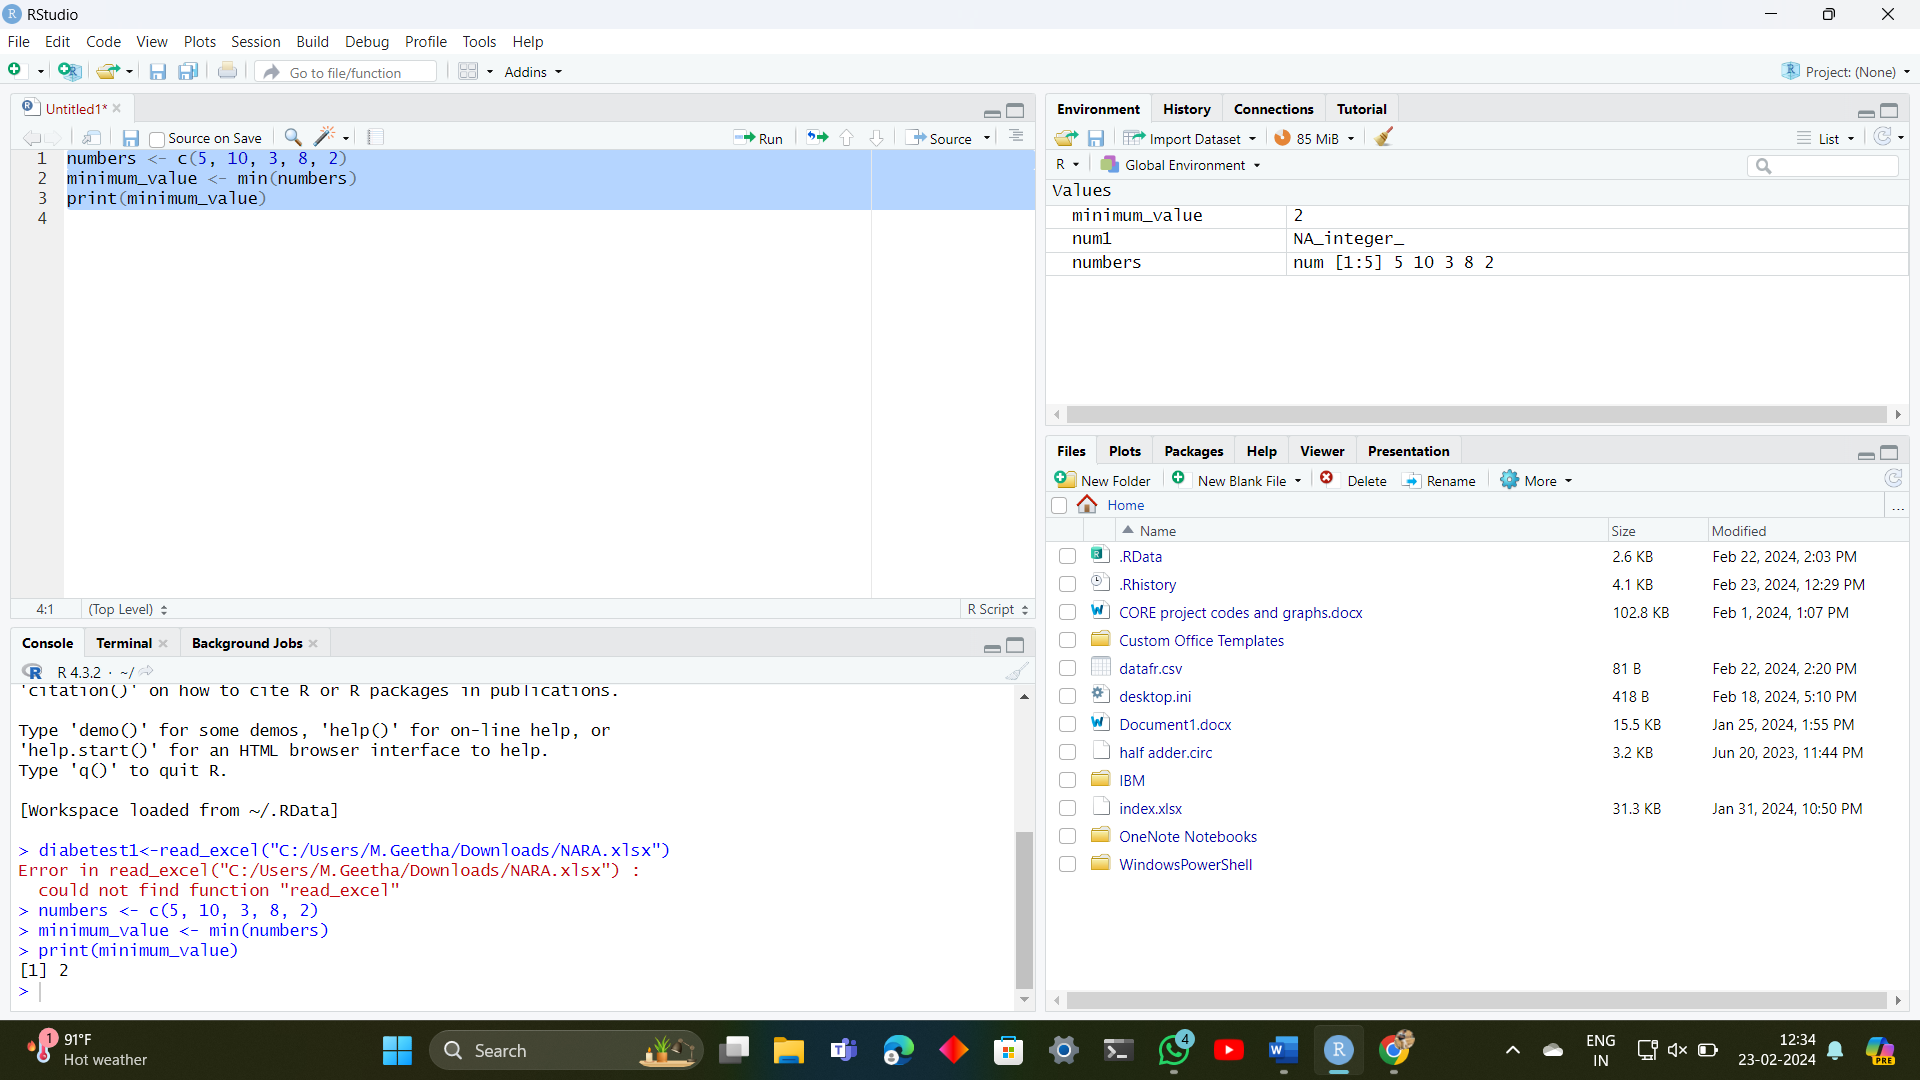 RStudio
File Edit Code View Plots Session Build Debug Profile Tools Help
Go to file/function Addins Project: (None)
Untitled1*
Source on Save Run Source
1 numbers <- c(5, 10, 3, 8, 2)
2 minimum_value <- min(numbers)
3 print(minimum_value)
4
4:1 (Top Level) R Script
Console Terminal Background Jobs
R 4.3.2 · ~/
'citation()' on how to cite R or R packages in publications.
Type 'demo()' for some demos, 'help()' for on-line help, or
'help.start()' for an HTML browser interface to help.
Type 'q()' to quit R.
[Workspace loaded from ~/.RData]
> diabetest1<-read_excel("C:/Users/M.Geetha/Downloads/NARA.xlsx")
Error in read_excel("C:/Users/M.Geetha/Downloads/NARA.xlsx") :
could not find function "read_excel"
> numbers <- c(5, 10, 3, 8, 2)
> minimum_value <- min(numbers)
> print(minimum_value)
[1] 2
>
Environment History Connections Tutorial
Import Dataset 85 MiB List
R Global Environment
Values
minimum_value 2
num1 NA_integer_
numbers num [1:5] 5 10 3 8 2
Files Plots Packages Help Viewer Presentation
New Folder New Blank File Delete Rename More
Home ...
Name Size Modified
.RData 2.6 KB Feb 22, 2024, 2:03 PM
.Rhistory 4.1 KB Feb 23, 2024, 12:29 PM
CORE project codes and graphs.docx 102.8 KB Feb 1, 2024, 1:07 PM
Custom Office Templates
datafr.csv 81 B Feb 22, 2024, 2:20 PM
desktop.ini 418 B Feb 18, 2024, 5:10 PM
Document1.docx 15.5 KB Jan 25, 2024, 1:55 PM
half adder.circ 3.2 KB Jun 20, 2023, 11:44 PM
IBM
index.xlsx 31.3 KB Jan 31, 2024, 10:50 PM
OneNote Notebooks
WindowsPowerShell
1 91°F
Hot weather
Search
4
ENG
IN
12:34
23-02-2024
PRE